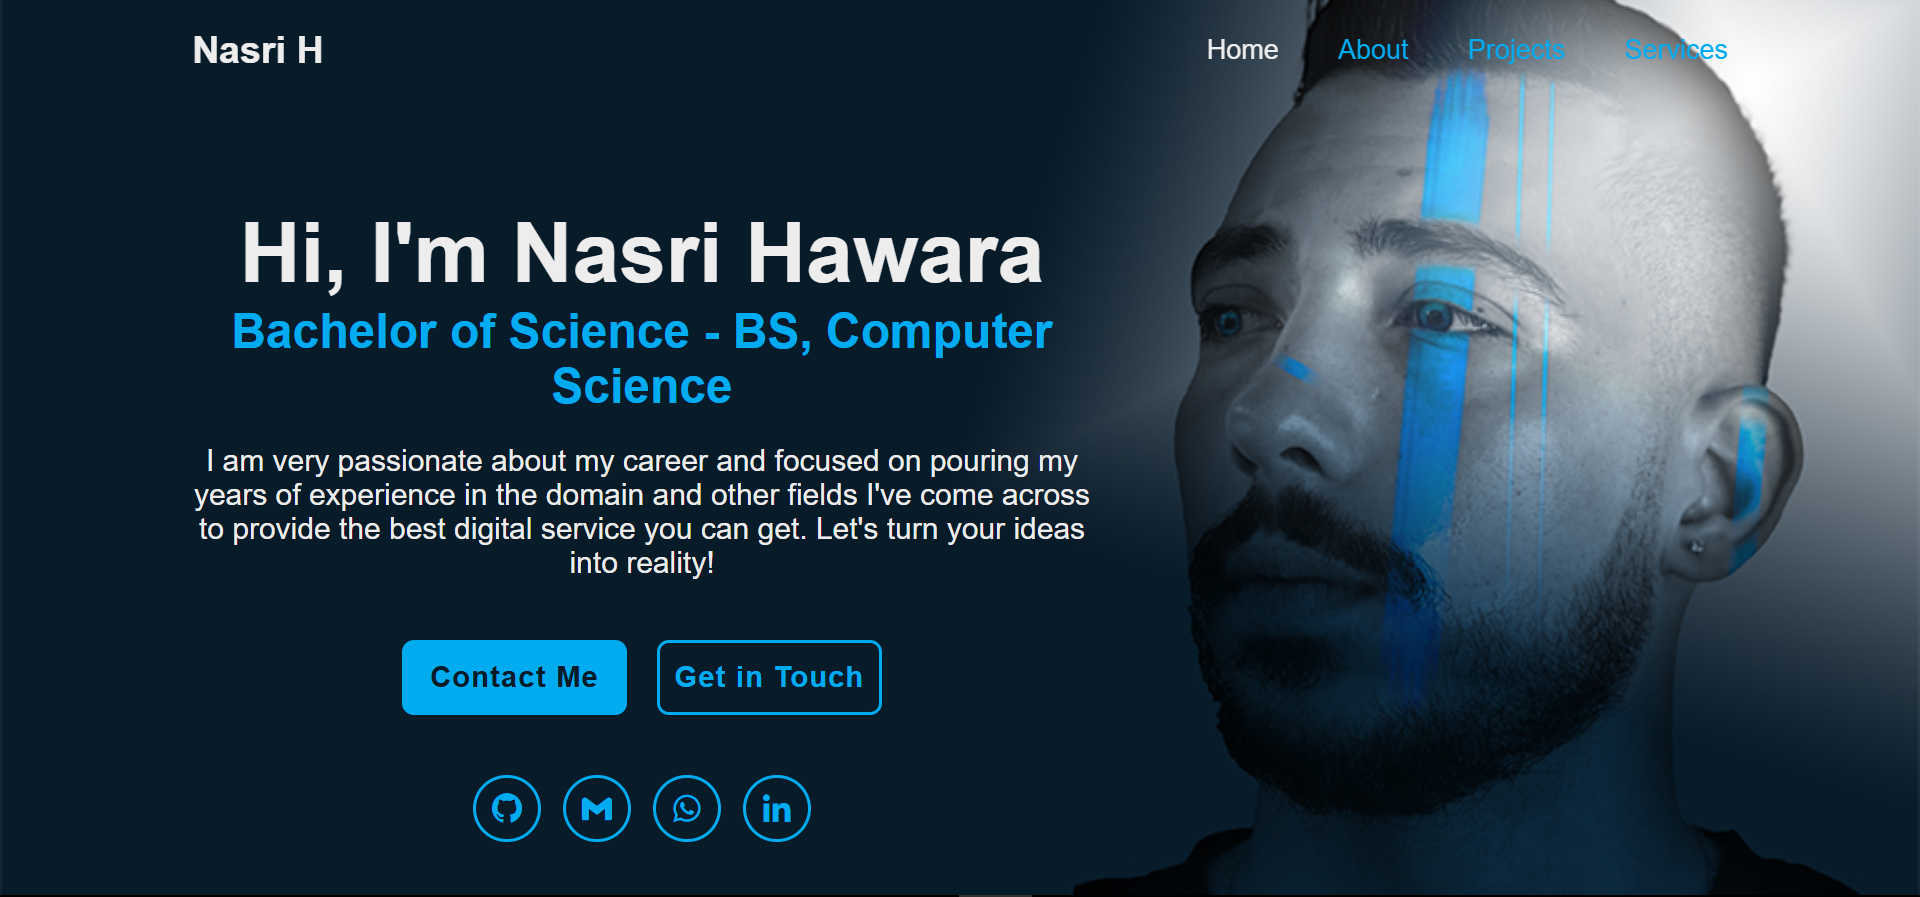 Nasri H
Home About Projects Services
Hi, I'm Nasri Hawara
Bachelor of Science - BS, Computer
Science
I am very passionate about my career and focused on pouring my
years of experience in the domain and other fields I've come across
to provide the best digital service you can get. Let's turn your ideas
into reality!
Contact Me
Get in Touch
in